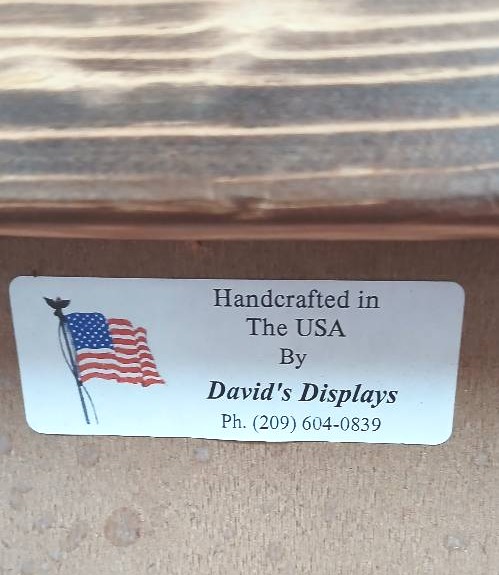 Handcrafted in
The USA
By
David's Displays
Ph. (209) 604-0839